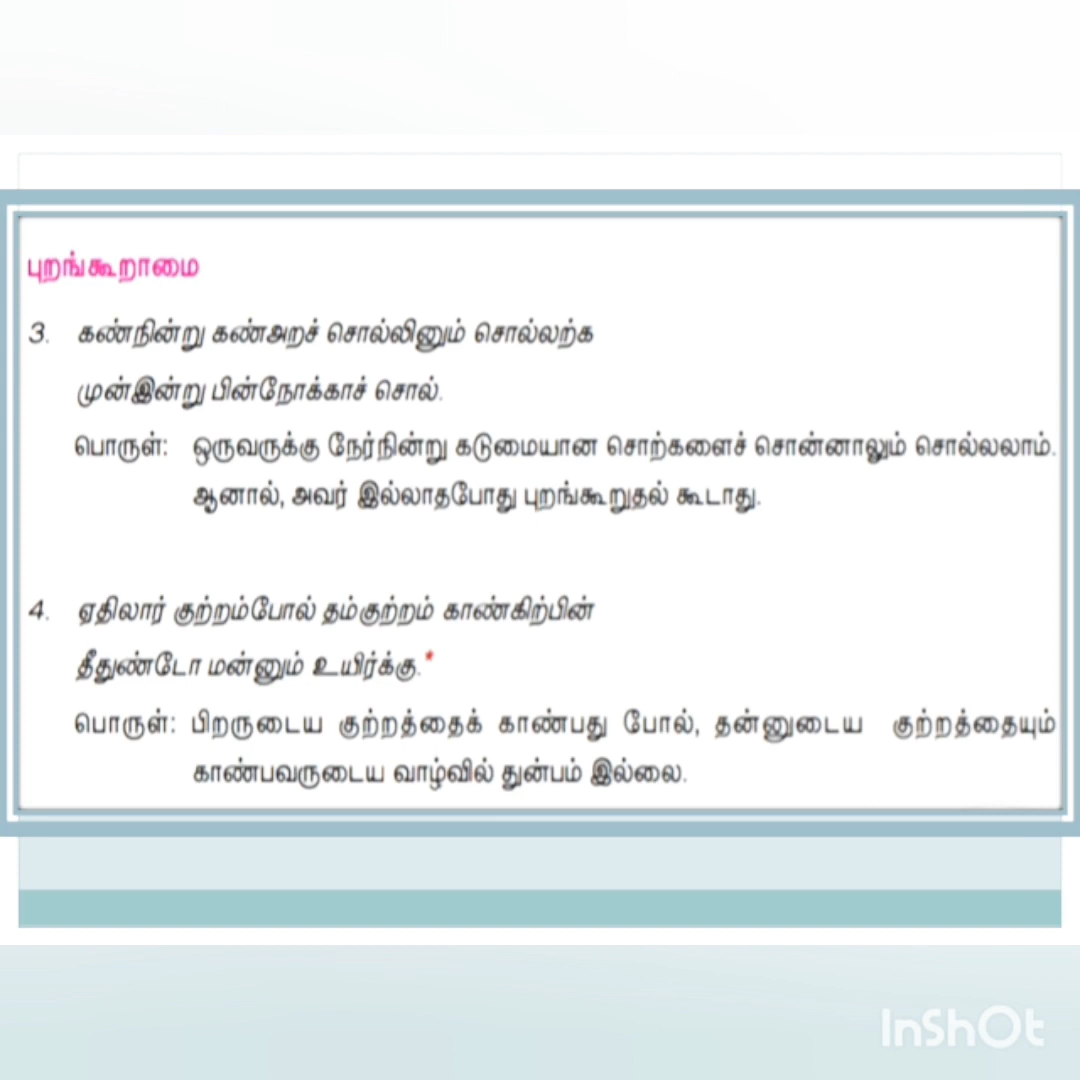 புறங்கூறாமை
3. கண்நின்று கண்அறச் சொல்லினும் சொல்லற்க
முன்இன்று பின்நோக்காச் சொல்.
பொருள்: ஒருவருக்கு நேர்நின்று கடுமையான சொற்களைச் சொன்னாலும் சொல்லலாம்.
ஆனால், அவர் இல்லாதபோது புறங்கூறுதல் கூடாது.
4. ஏதிலார் குற்றம்போல் தம்குற்றம் காண்கிற்பின்
தீதுண்டோ மன்னும் உயிர்க்கு.*
பொருள்: பிறருடைய குற்றத்தைக் காண்பது போல், தன்னுடைய குற்றத்தையும்
காண்பவருடைய வாழ்வில் துன்பம் இல்லை.
InShOt